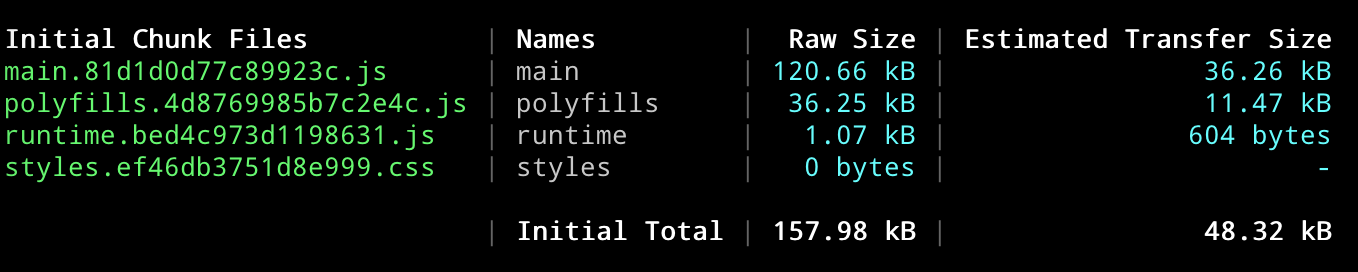 Initial Chunk Files | Names | Raw Size | Estimated Transfer Size
main.81d1d0d77c89923c.js | main | 120.66 kB | 36.26 kB
polyfills.4d8769985b7c2e4c.js | polyfills | 36.25 kB | 11.47 kB
runtime.bed4c973d1198631.js | runtime | 1.07 kB | 604 bytes
styles.ef46db3751d8e999.css | styles | 0 bytes | -
| Initial Total | 157.98 kB | 48.32 kB